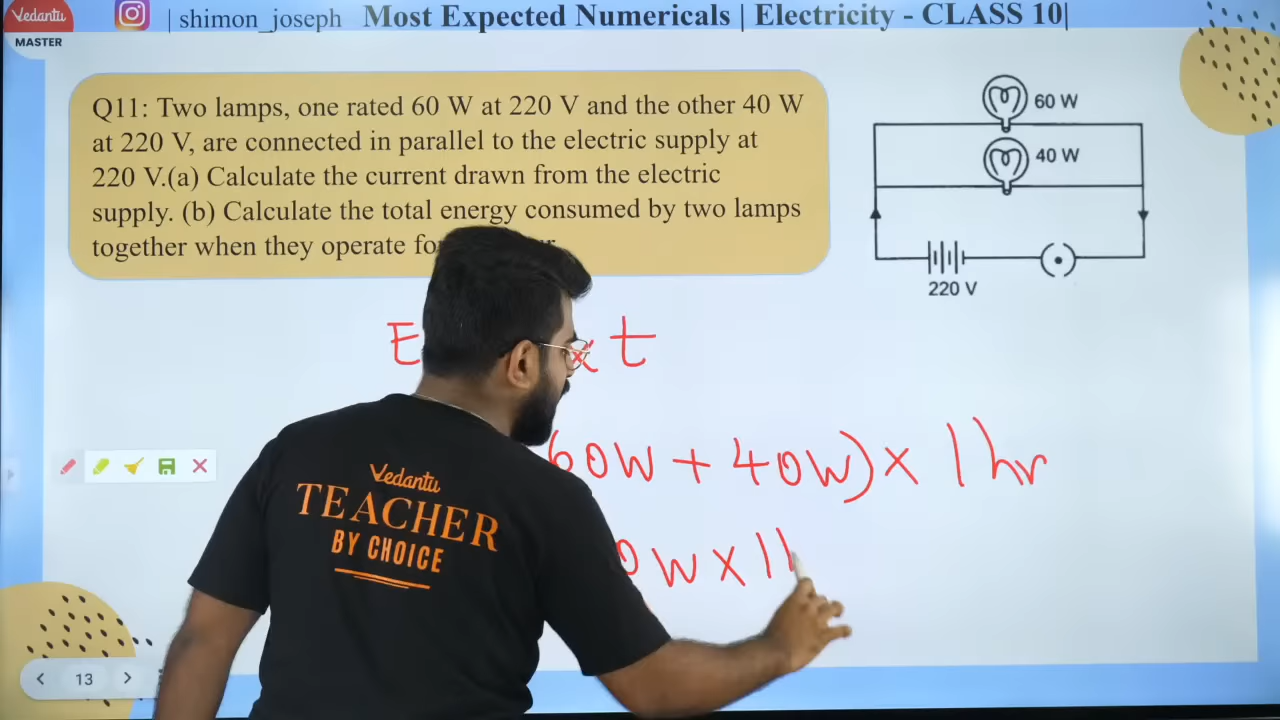 Vedantu
MASTER
| shimon_joseph Most Expected Numericals | Electricity - CLASS 10|
Q11: Two lamps, one rated 60 W at 220 V and the other 40 W
at 220 V, are connected in parallel to the electric supply at
220 V.(a) Calculate the current drawn from the electric
supply. (b) Calculate the total energy consumed by two lamps
together when they operate
60 W
40 W
220 V
E × t
60W + 40W) × 1 hr
0 W × 1
Vedantu
TEACHER
BY CHOICE
13